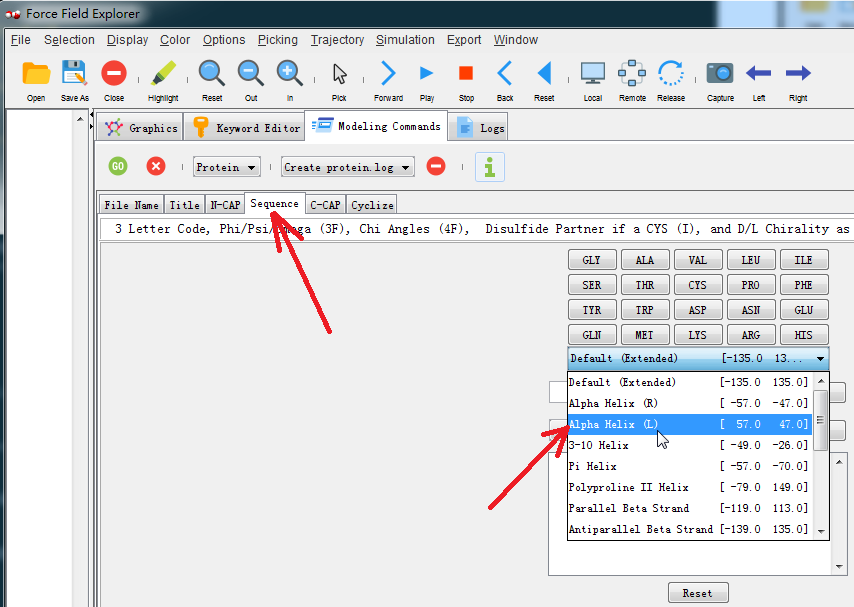 Force Field Explorer
File Selection Display Color Options Picking Trajectory Simulation Export Window
Open Save As Close Highlight Reset Out In Pick Forward Play Stop Back Reset Local Remote Release Capture Left Right
Graphics Keyword Editor Modeling Commands Logs
GO Protein Create protein.log
File Name Title N-CAP Sequence C-CAP Cyclize
3 Letter Code, Phi/Psi/Omega (3F), Chi Angles (4F), Disulfide Partner if a CYS (I), and D/L Chirality as
GLY ALA VAL LEU ILE
SER THR CYS PRO PHE
TYR TRP ASP ASN GLU
GLN MET LYS ARG HIS
Default (Extended) [-135.0 13...
Default (Extended) [-135.0 135.0]
Alpha Helix (R) [ -57.0 -47.0]
Alpha Helix (L) [ 57.0 47.0]
3-10 Helix [ -49.0 -26.0]
Pi Helix [ -57.0 -70.0]
Polyproline II Helix [ -79.0 149.0]
Parallel Beta Strand [-119.0 113.0]
Antiparallel Beta Strand [-139.0 135.0]
Reset